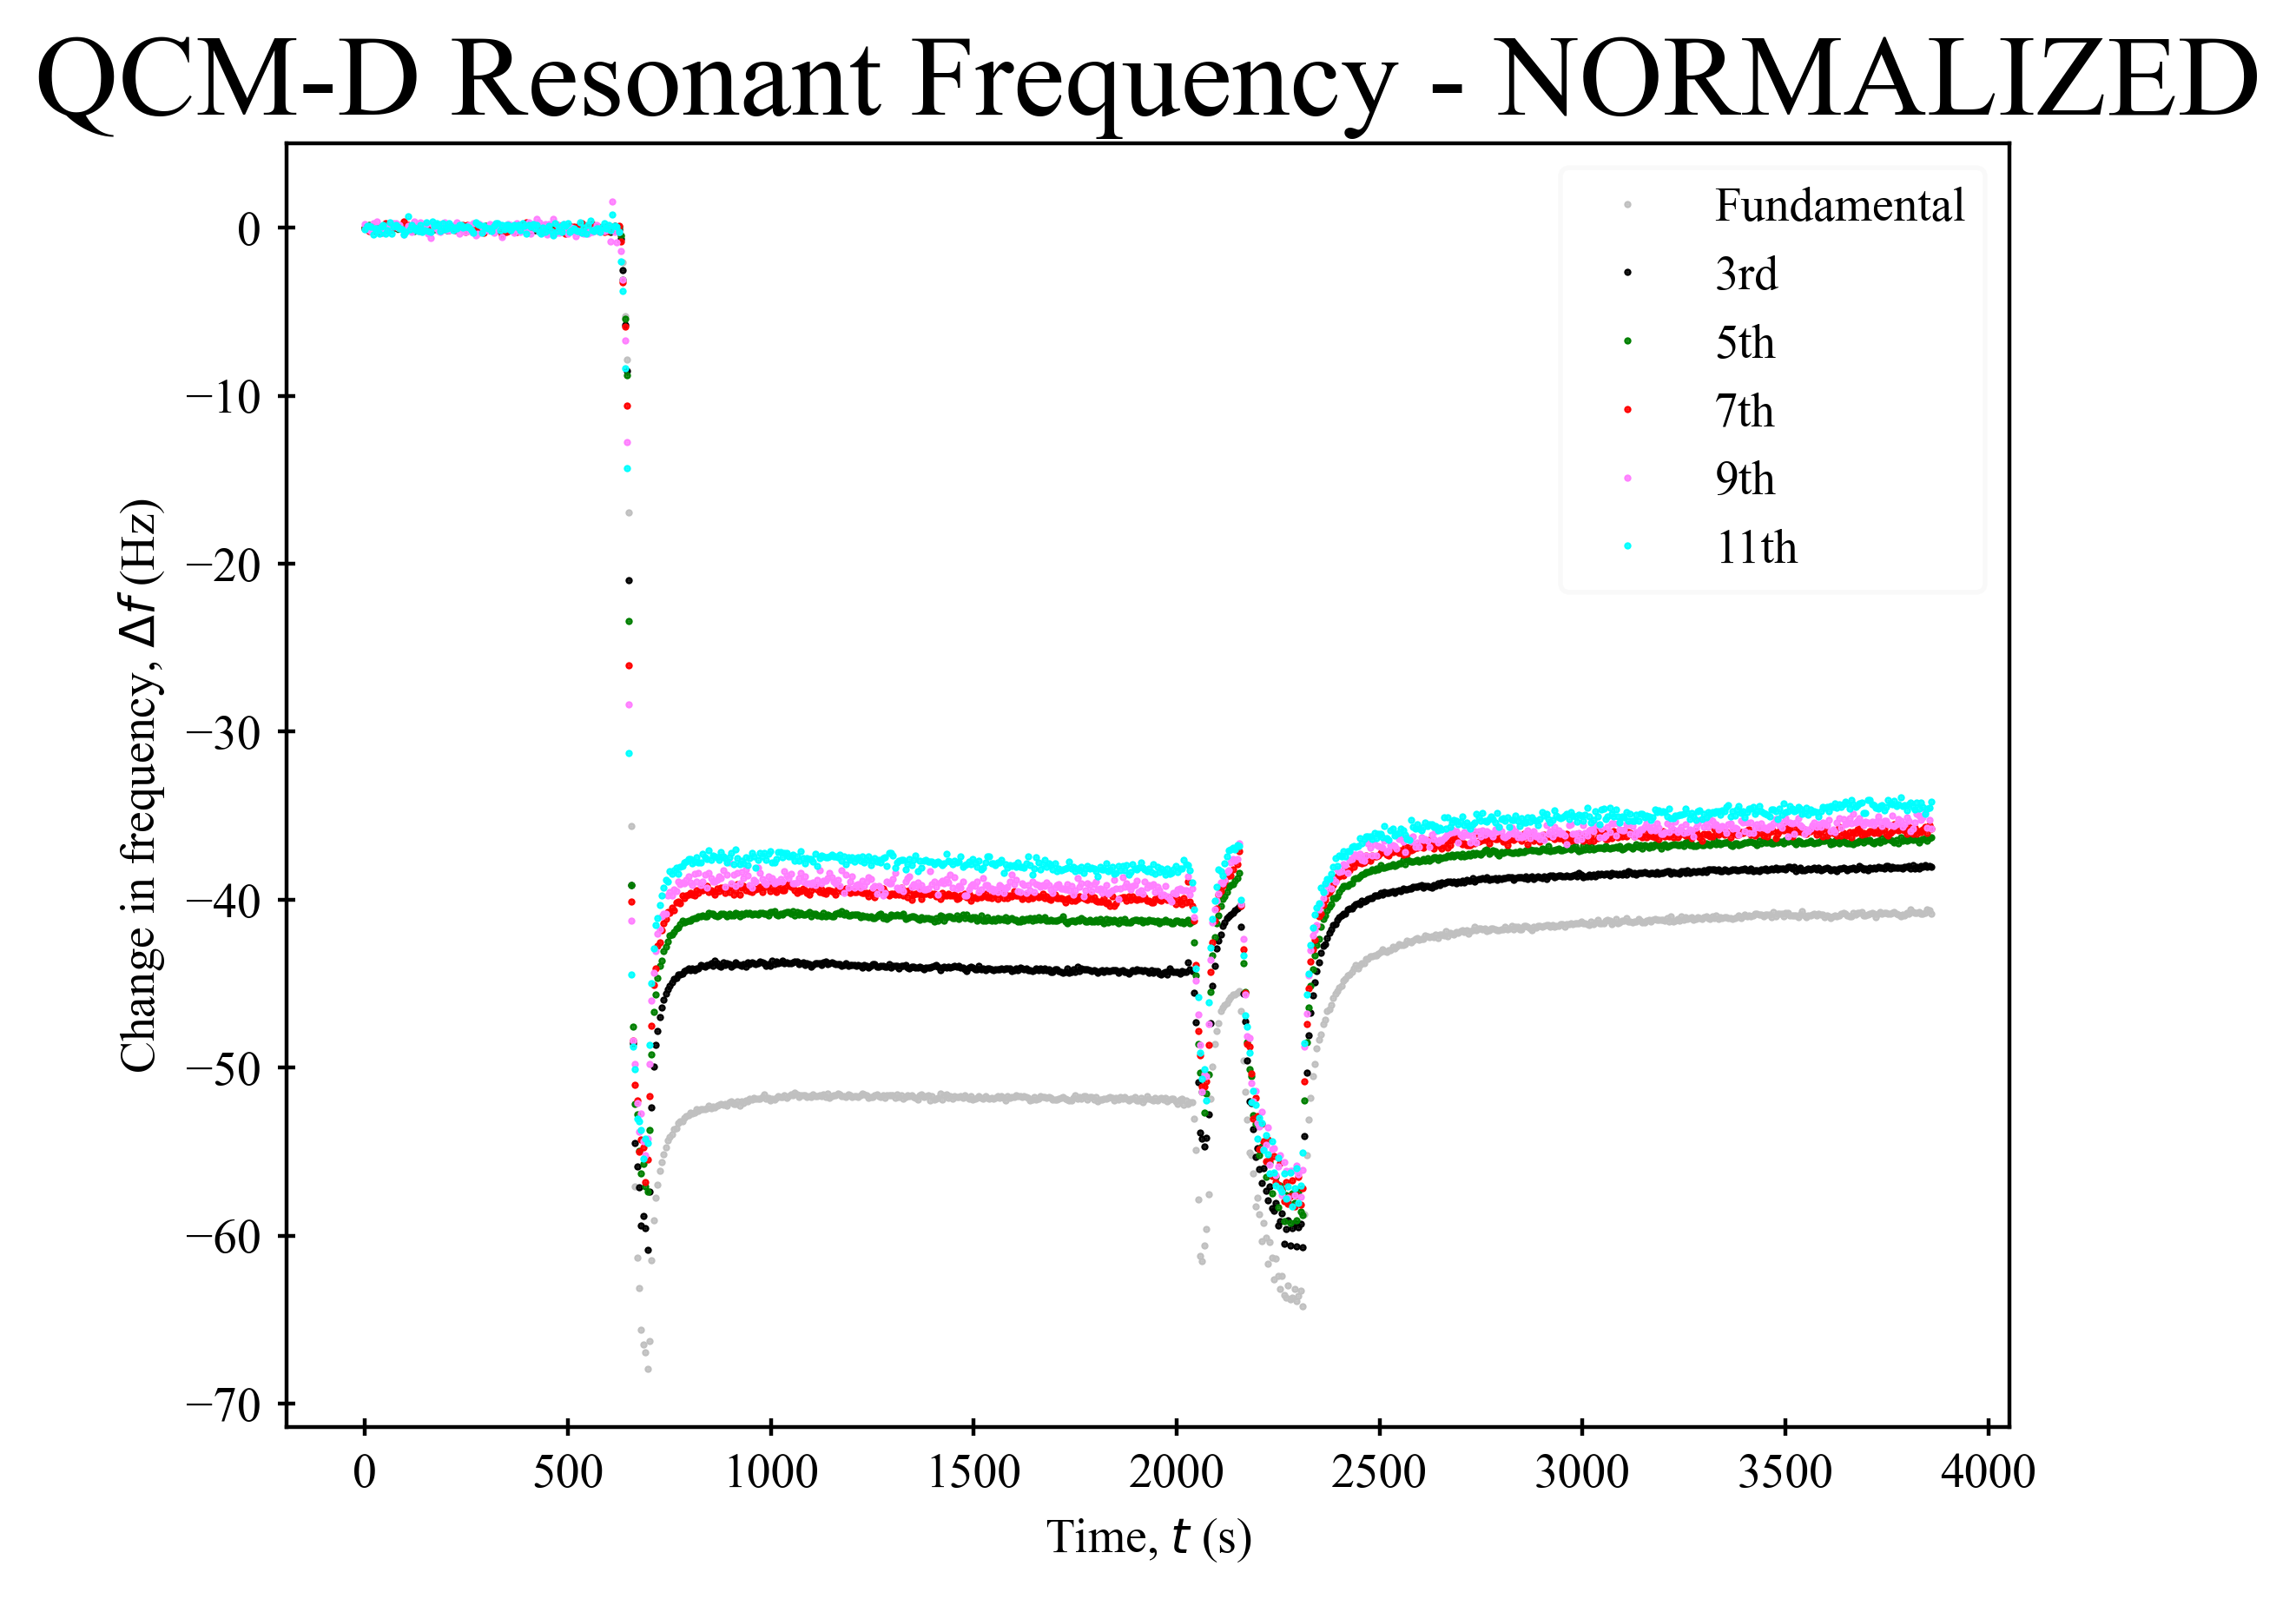 QCM-D Resonant Frequency - NORMALIZED
Fundamental
3rd
5th
7th
9th
11th
Change in frequency, Δf (Hz)
0
−10
−20
−30
−40
−50
−60
−70
0 500 1000 1500 2000 2500 3000 3500 4000
Time, t (s)